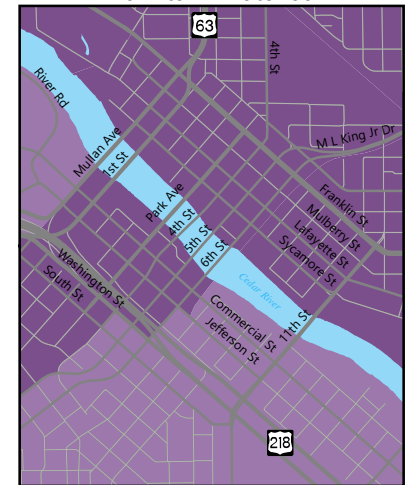 63
4th St
River Rd
M L King Jr Dr
Mullan Ave
1st St
Park Ave
Franklin St
4th St
Mulberry St
5th St
Lafayette St
6th St
Sycamore St
Washington St
South St
Cedar River
Commercial St
11th St
Jefferson St
218